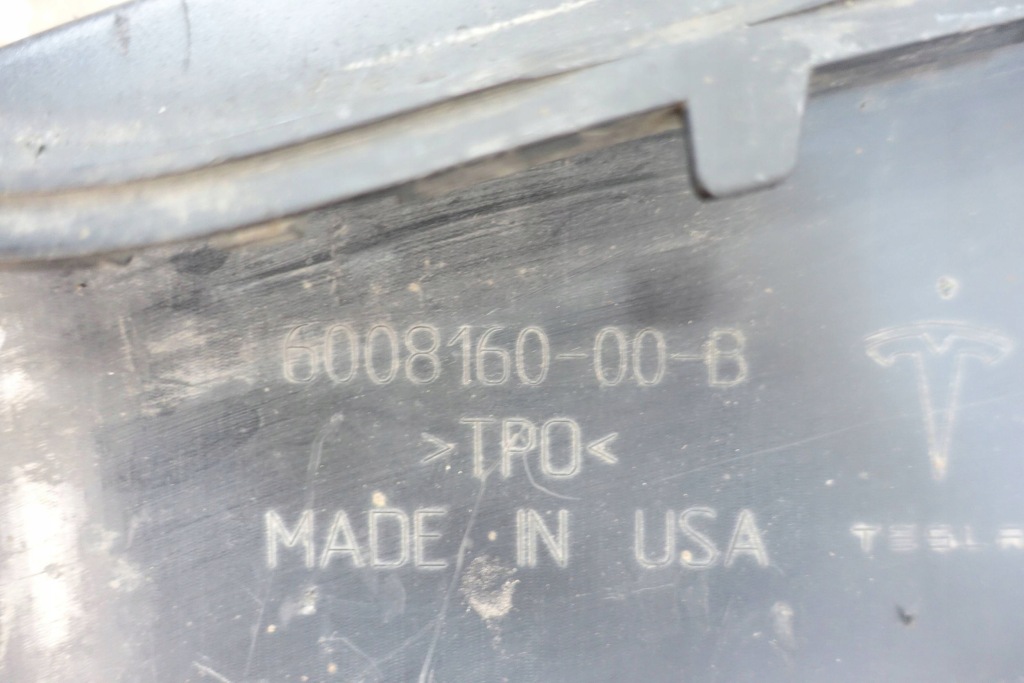 6008160-00-B
>TPO<
MADE IN USA
TESLA